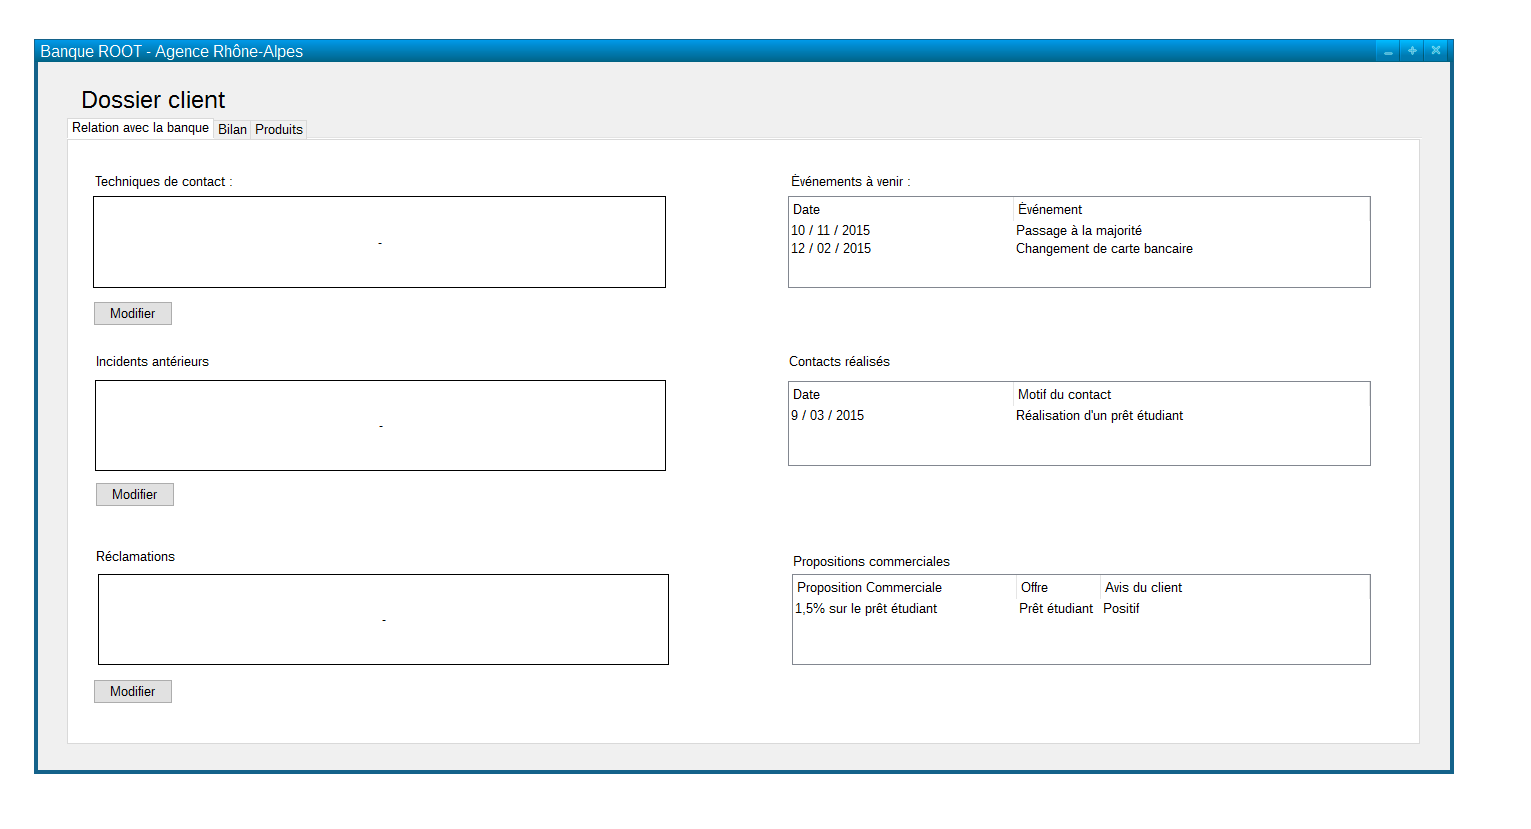 Banque ROOT - Agence Rhône-Alpes
Dossier client
Relation avec la banque Bilan Produits
Techniques de contact :
-
Modifier
Événements à venir :
Date Événement
10 / 11 / 2015 Passage à la majorité
12 / 02 / 2015 Changement de carte bancaire
Incidents antérieurs
-
Modifier
Contacts réalisés
Date Motif du contact
9 / 03 / 2015 Réalisation d'un prêt étudiant
Réclamations
-
Modifier
Propositions commerciales
Proposition Commerciale Offre Avis du client
1,5% sur le prêt étudiant Prêt étudiant Positif